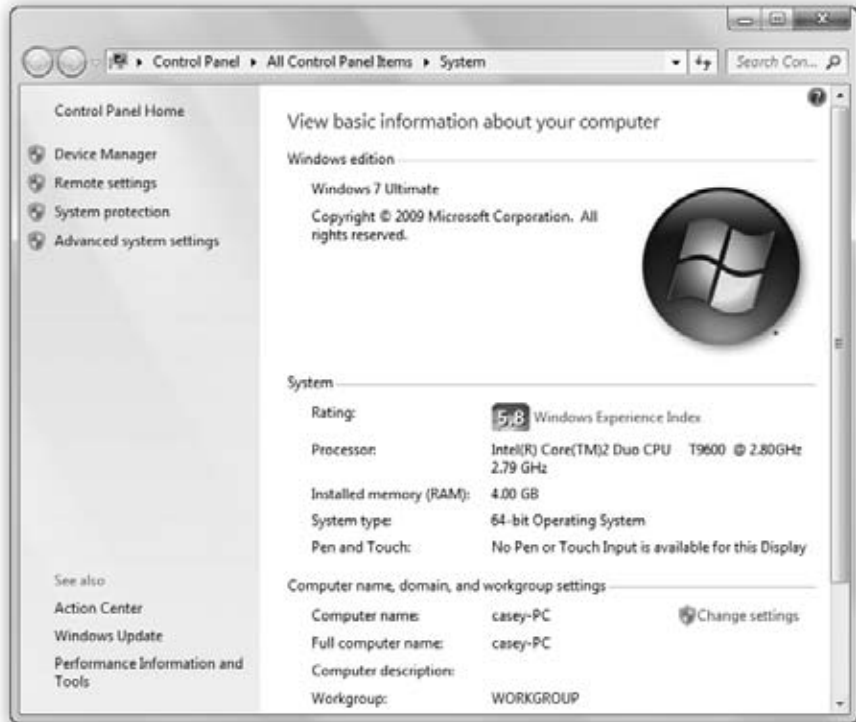 Control Panel ▸ All Control Panel Items ▸ System
Search Con...
Control Panel Home
Device Manager
Remote settings
System protection
Advanced system settings
See also
Action Center
Windows Update
Performance Information and
Tools
View basic information about your computer
Windows edition
Windows 7 Ultimate
Copyright © 2009 Microsoft Corporation. All
rights reserved.
System
Rating: 5,8 Windows Experience Index
Processor: Intel(R) Core(TM)2 Duo CPU T9600 @ 2.80GHz
2.79 GHz
Installed memory (RAM): 4.00 GB
System type: 64-bit Operating System
Pen and Touch: No Pen or Touch Input is available for this Display
Computer name, domain, and workgroup settings
Computer name: casey-PC Change settings
Full computer name: casey-PC
Computer description:
Workgroup: WORKGROUP